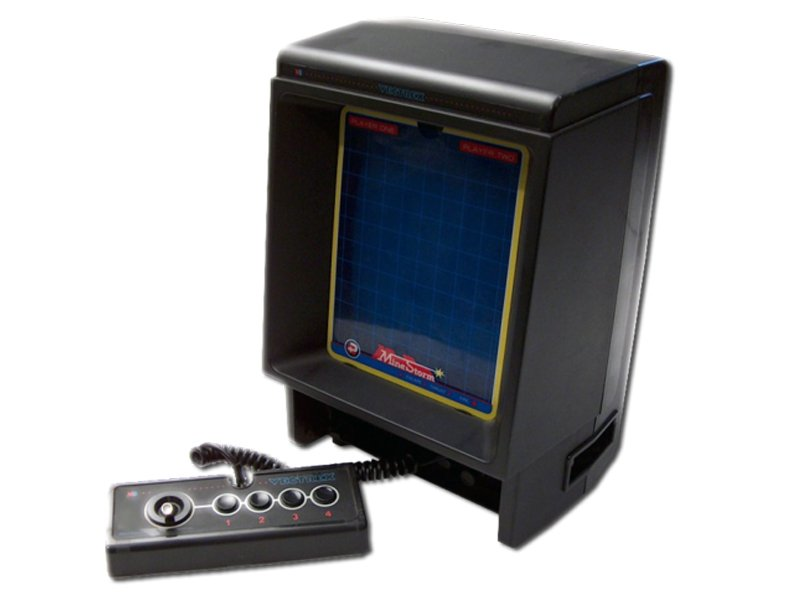 VECTREX
PLAYER ONE
PLAYER TWO
MineStorm
VECTREX
1 2 3 4